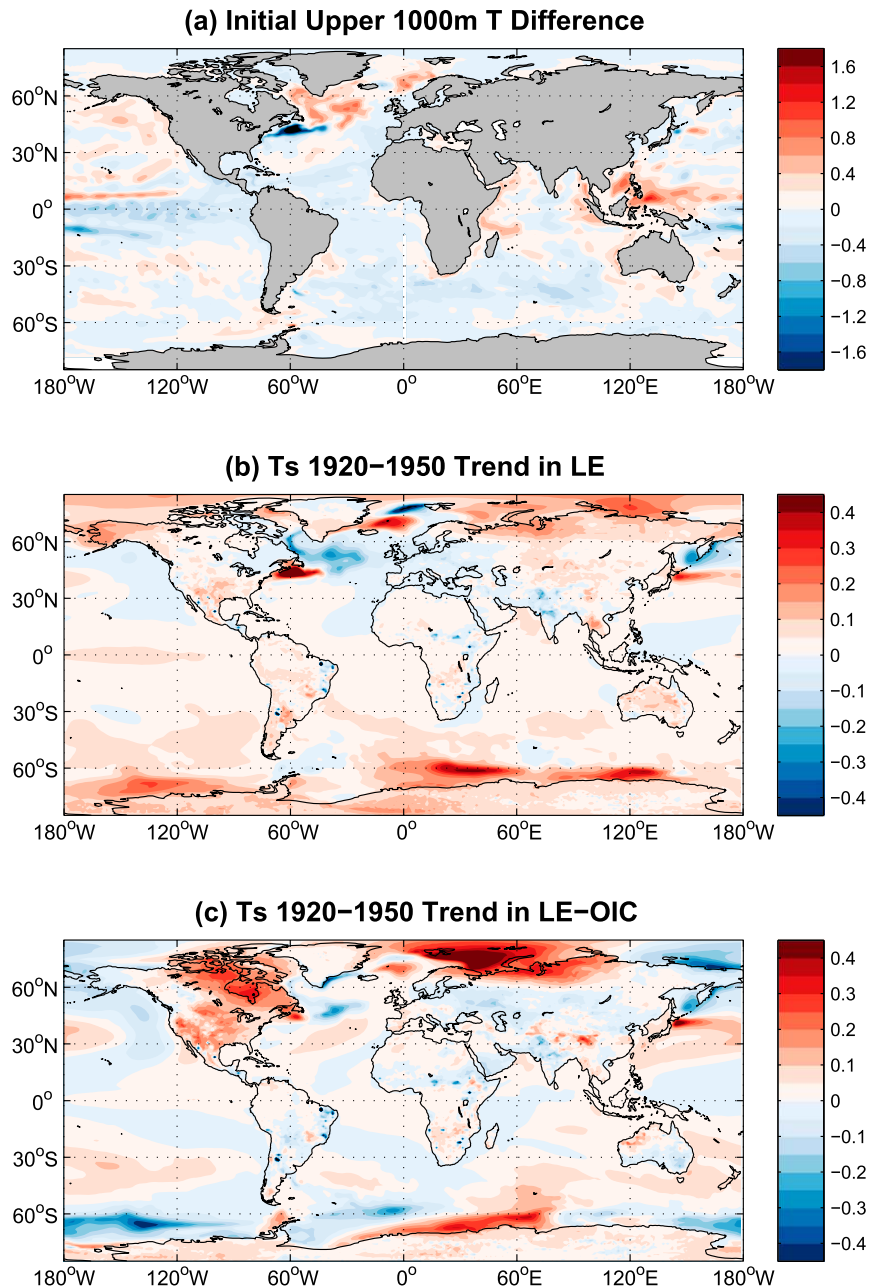 (a) Initial Upper 1000m T Difference
60°N
30°N
0°
30°S
60°S
180°W 120°W 60°W 0° 60°E 120°E 180°W
1.6
1.2
0.8
0.4
0
−0.4
−0.8
−1.2
−1.6
(b) Ts 1920−1950 Trend in LE
60°N
30°N
0°
30°S
60°S
180°W 120°W 60°W 0° 60°E 120°E 180°W
0.4
0.3
0.2
0.1
0
−0.1
−0.2
−0.3
−0.4
(c) Ts 1920−1950 Trend in LE−OIC
60°N
30°N
0°
30°S
60°S
180°W 120°W 60°W 0° 60°E 120°E 180°W
0.4
0.3
0.2
0.1
0
−0.1
−0.2
−0.3
−0.4